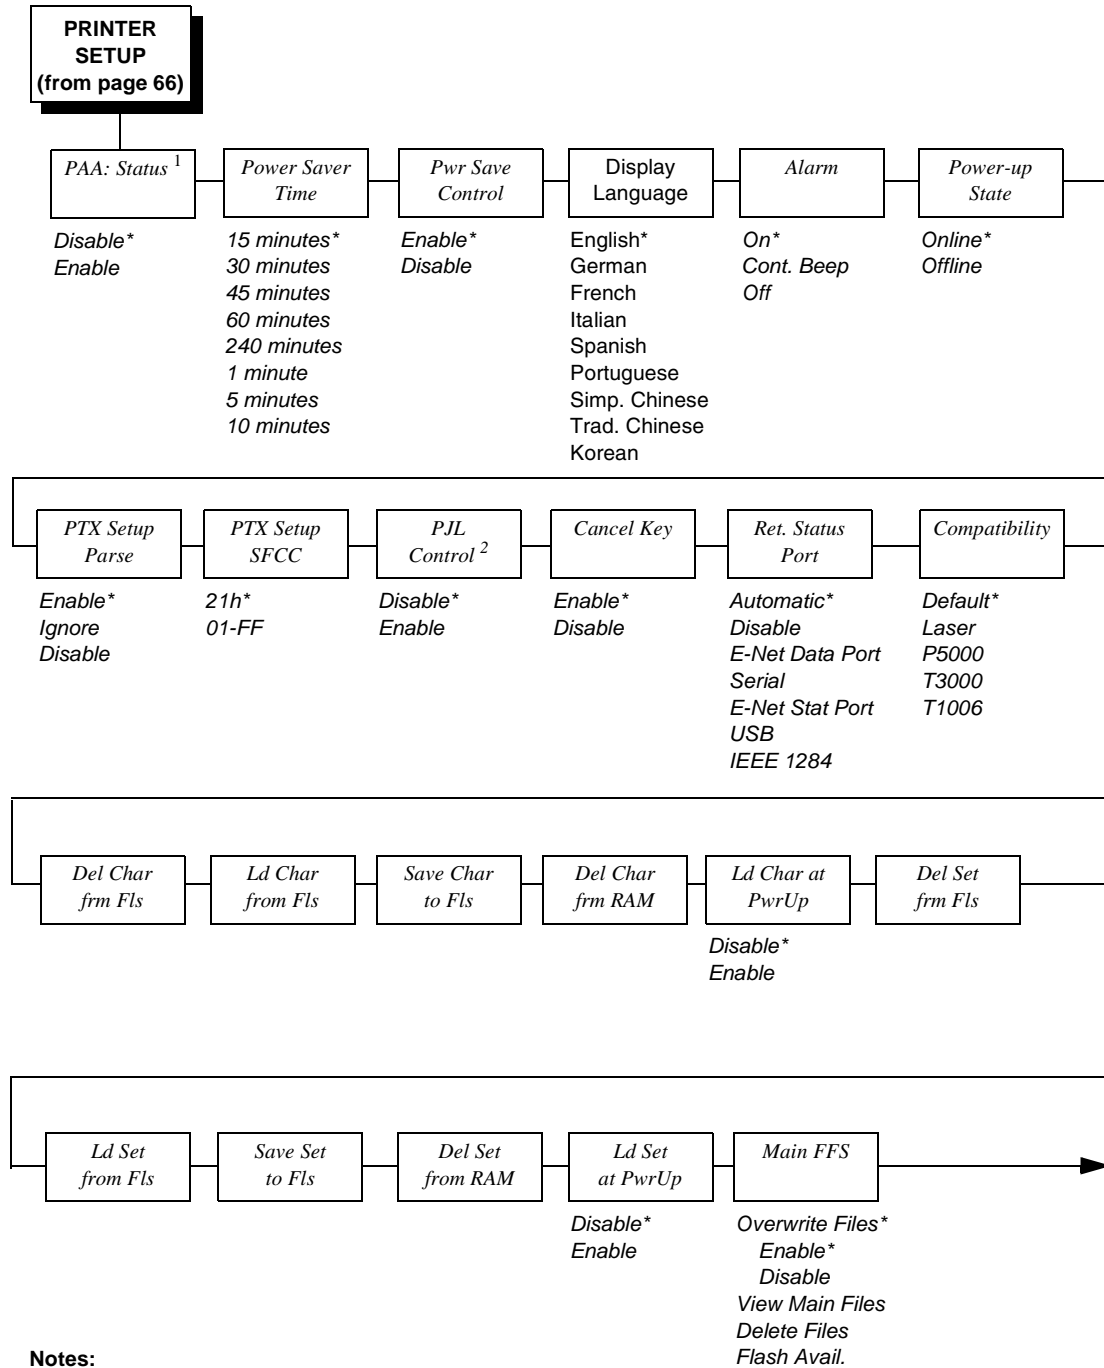 PRINTER
SETUP
(from page 66)
PAA: Status 1
Disable*
Enable
Power Saver
Time
15 minutes*
30 minutes
45 minutes
60 minutes
240 minutes
1 minute
5 minutes
10 minutes
Pwr Save
Control
Enable*
Disable
Display
Language
English*
German
French
Italian
Spanish
Portuguese
Simp. Chinese
Trad. Chinese
Korean
Alarm
On*
Cont. Beep
Off
Power-up
State
Online*
Offline
PTX Setup
Parse
Enable*
Ignore
Disable
PTX Setup
SFCC
21h*
01-FF
PJL
Control 2
Disable*
Enable
Cancel Key
Enable*
Disable
Ret. Status
Port
Automatic*
Disable
E-Net Data Port
Serial
E-Net Stat Port
USB
IEEE 1284
Compatibility
Default*
Laser
P5000
T3000
T1006
Del Char
frm Fls
Ld Char
from Fls
Save Char
to Fls
Del Char
frm RAM
Ld Char at
PwrUp
Disable*
Enable
Del Set
frm Fls
Ld Set
from Fls
Save Set
to Fls
Del Set
from RAM
Ld Set
at PwrUp
Disable*
Enable
Main FFS
Overwrite Files*
Enable*
Disable
View Main Files
Delete Files
Flash Avail.
Notes: